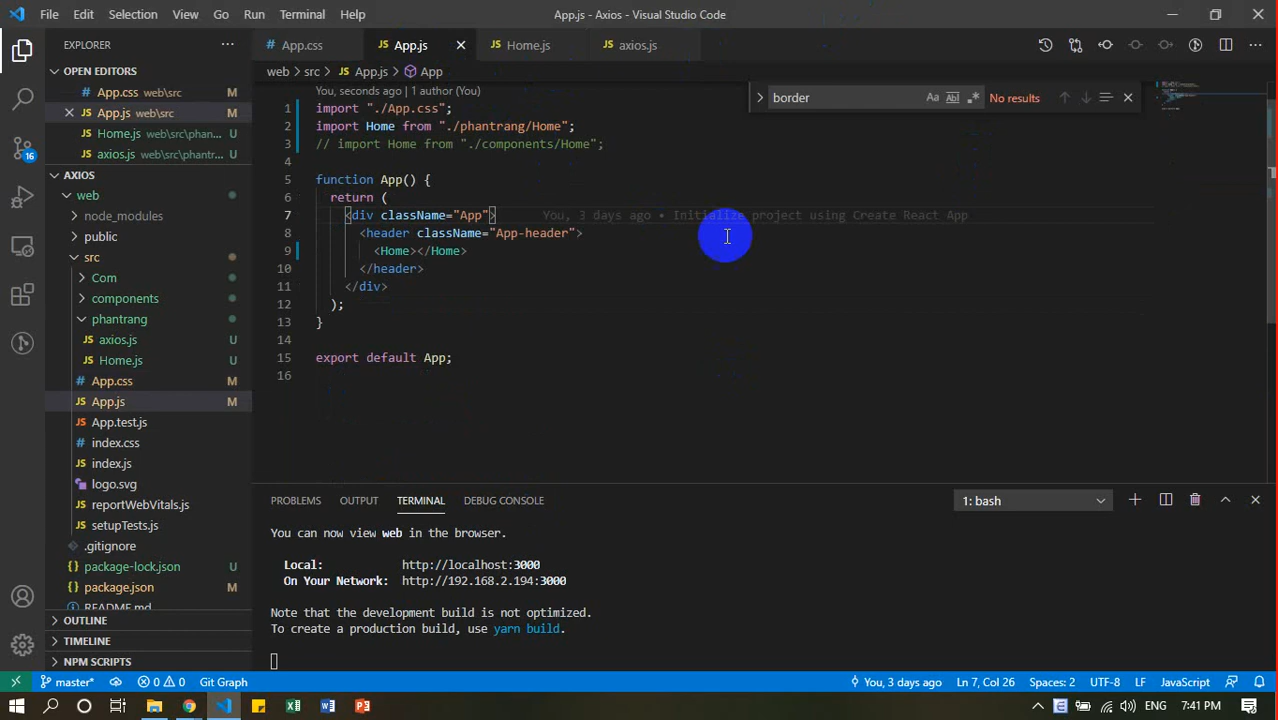 File Edit Selection View Go Run Terminal Help App.js - Axios - Visual Studio Code
EXPLORER
App.css App.js Home.js axios.js
OPEN EDITORS
App.css web\src M
App.js web\src M
Home.js web\src\phan... U
axios.js web\src\phantr... U
AXIOS
web
node_modules
public
src
Com
components
phantrang
axios.js U
Home.js U
App.css M
App.js M
App.test.js
index.css
index.js
logo.svg
reportWebVitals.js
setupTests.js
.gitignore
package-lock.json U
package.json M
README.md
OUTLINE
TIMELINE
NPM SCRIPTS
16
web > src > App.js > App
border Aa Abl .* No results
You, seconds ago | 1 author (You)
1 import "./App.css";
2 import Home from "./phantrang/Home";
3 // import Home from "./components/Home";
4
5 function App() {
6 return (
7 <div className="App"> You, 3 days ago • Initialize project using Create React App
8 <header className="App-header">
9 <Home></Home>
10 </header>
11 </div>
12 );
13 }
14
15 export default App;
16
PROBLEMS OUTPUT TERMINAL DEBUG CONSOLE 1: bash
You can now view web in the browser.
Local: http://localhost:3000
On Your Network: http://192.168.2.194:3000
Note that the development build is not optimized.
To create a production build, use yarn build.
master* 0 0 Git Graph You, 3 days ago Ln 7, Col 26 Spaces: 2 UTF-8 LF JavaScript
ENG 7:41 PM